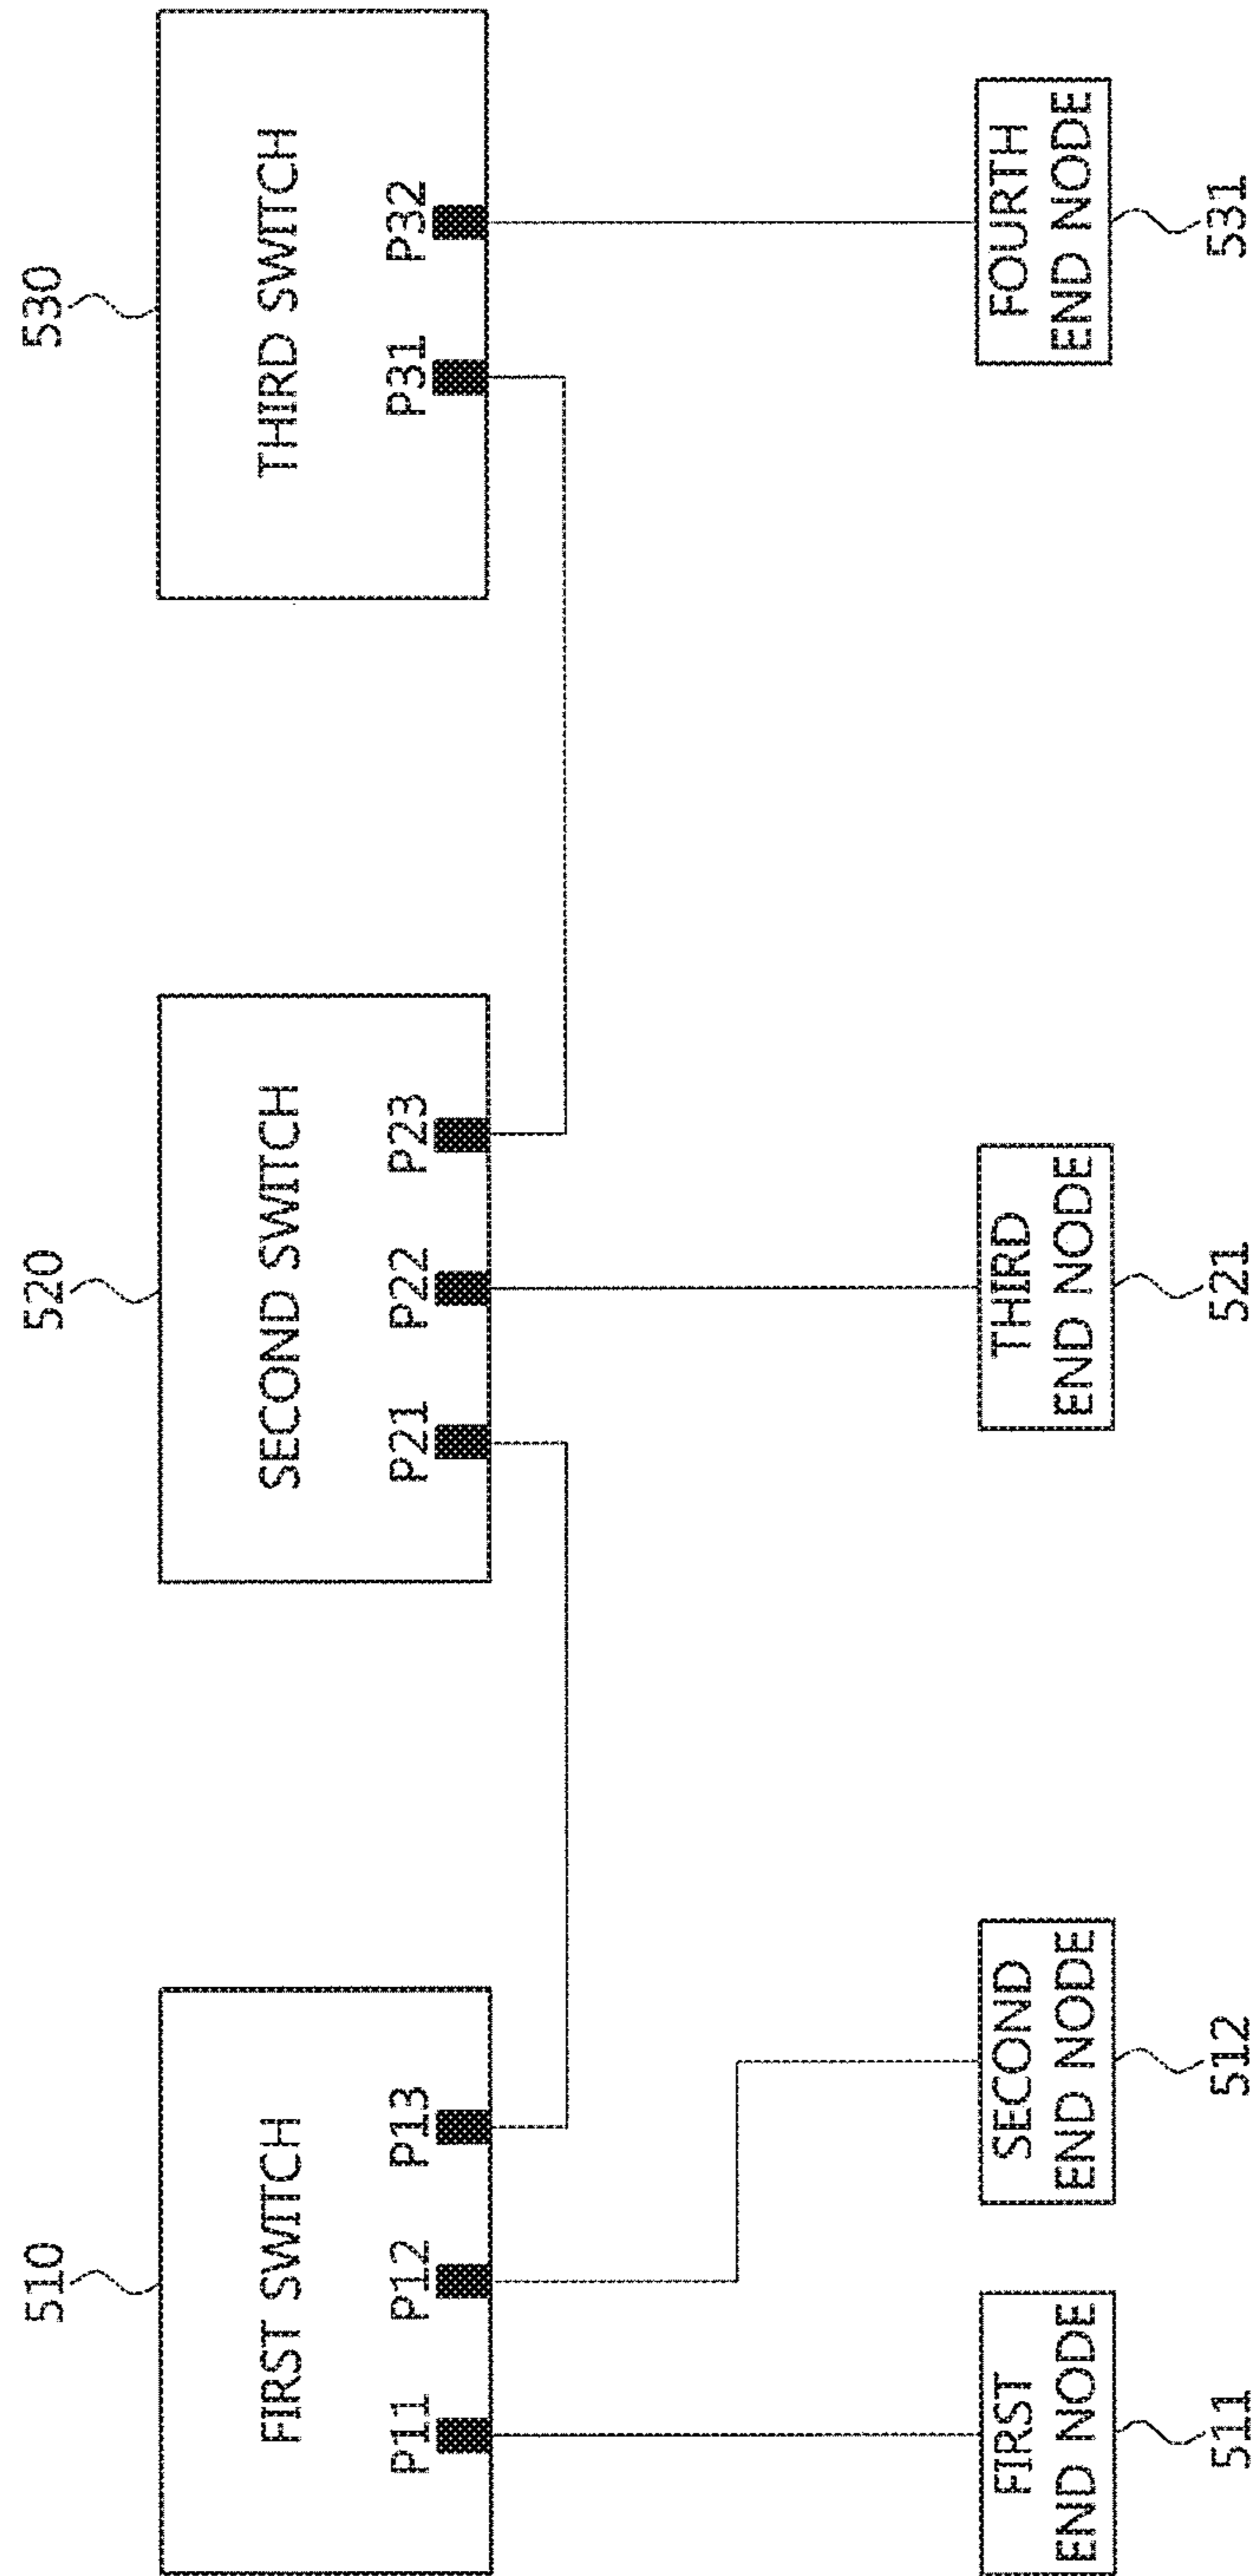 510
520
530
FIRST SWITCH
SECOND SWITCH
THIRD SWITCH
P11 P12 P13
P21 P22 P23
P31 P32
FIRST
END NODE
SECOND
END NODE
THIRD
END NODE
FOURTH
END NODE
511
512
521
531